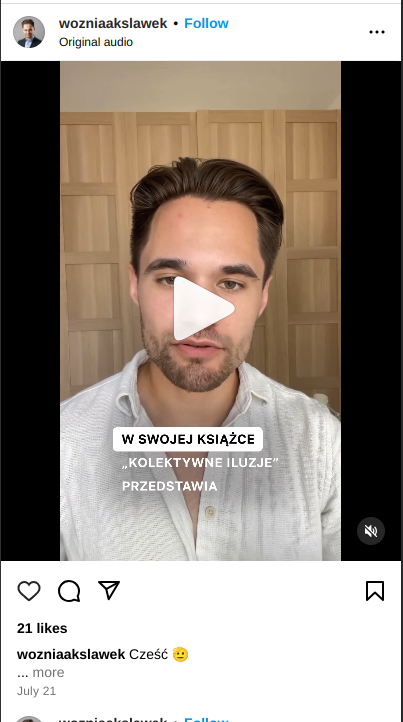 wozniaakslawek • Follow
Original audio
W SWOJEJ KSIĄŻCE
„KOLEKTYWNE ILUZJE”
PRZEDSTAWIA
21 likes
wozniaakslawek Cześć 🫡
... more
July 21
wozniaakslawek • Follow